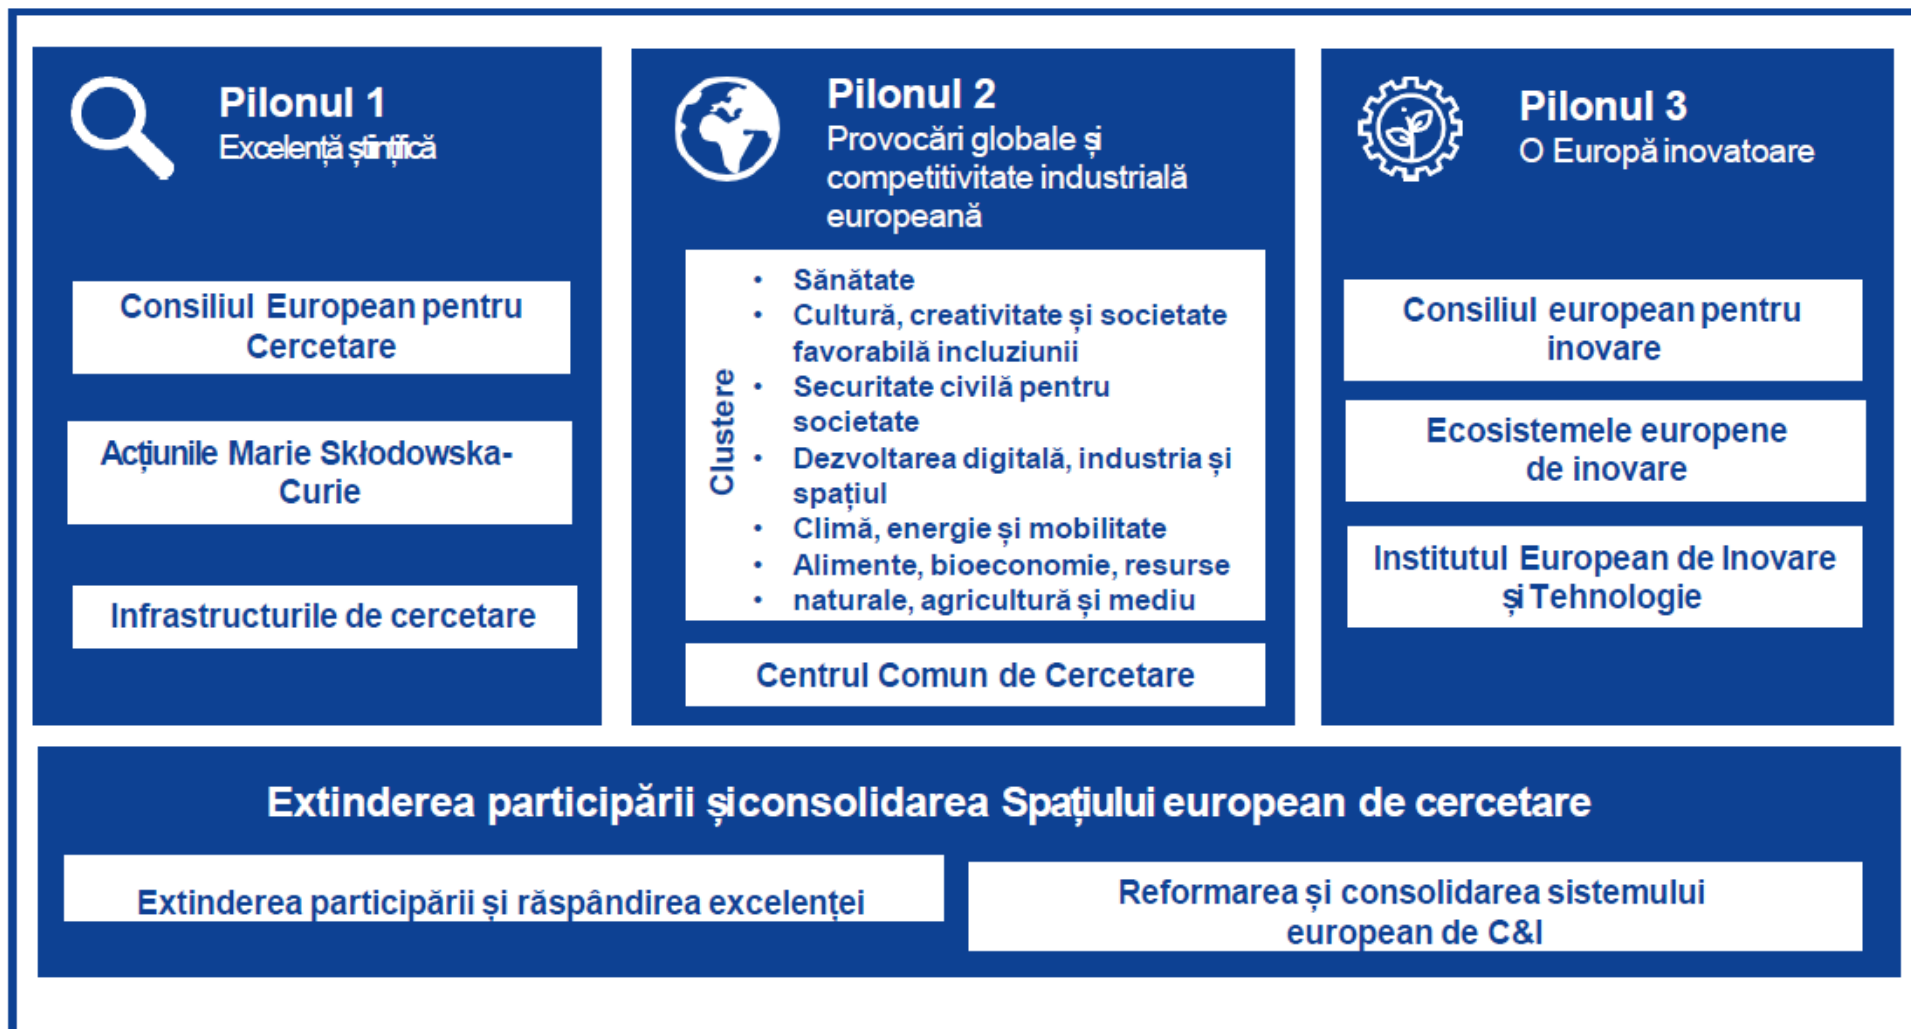 Pilonul 1
Excelență științifică
Consiliul European pentru
Cercetare
Acțiunile Marie Skłodowska-
Curie
Infrastructurile de cercetare
Pilonul 2
Provocări globale și
competitivitate industrială
europeană
Clustere
• Sănătate
• Cultură, creativitate și societate
favorabilă incluziunii
• Securitate civilă pentru
societate
• Dezvoltarea digitală, industria și
spațiul
• Climă, energie și mobilitate
• Alimente, bioeconomie, resurse
• naturale, agricultură și mediu
Centrul Comun de Cercetare
Pilonul 3
O Europă inovatoare
Consiliul european pentru
inovare
Ecosistemele europene
de inovare
Institutul European de Inovare
și Tehnologie
Extinderea participării și consolidarea Spațiului european de cercetare
Extinderea participării și răspândirea excelenței
Reformarea și consolidarea sistemului
european de C&I